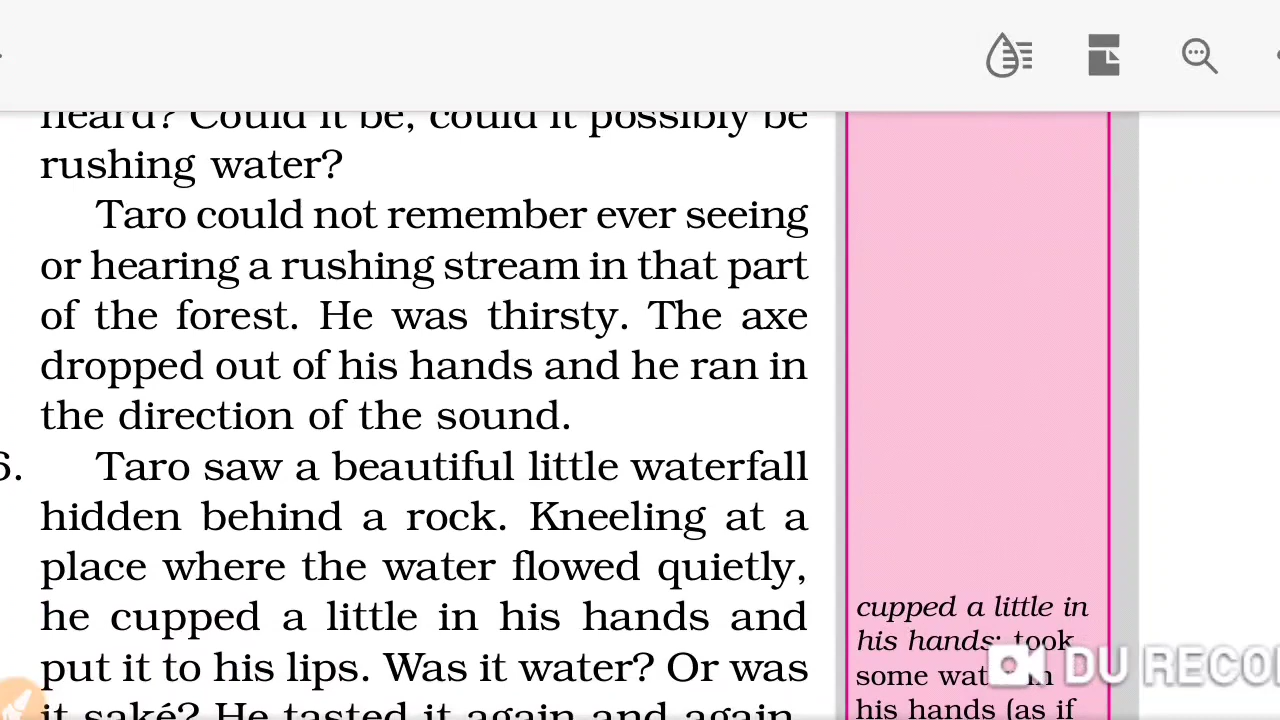 heard? Could it be, could it possibly be
rushing water?
Taro could not remember ever seeing
or hearing a rushing stream in that part
of the forest. He was thirsty. The axe
dropped out of his hands and he ran in
the direction of the sound.
6. Taro saw a beautiful little waterfall
hidden behind a rock. Kneeling at a
place where the water flowed quietly,
he cupped a little in his hands and
put it to his lips. Was it water? Or was
it saké? He tasted it again and again,
cupped a little in
his hands: took
some water in
his hands (as if
DU RECO